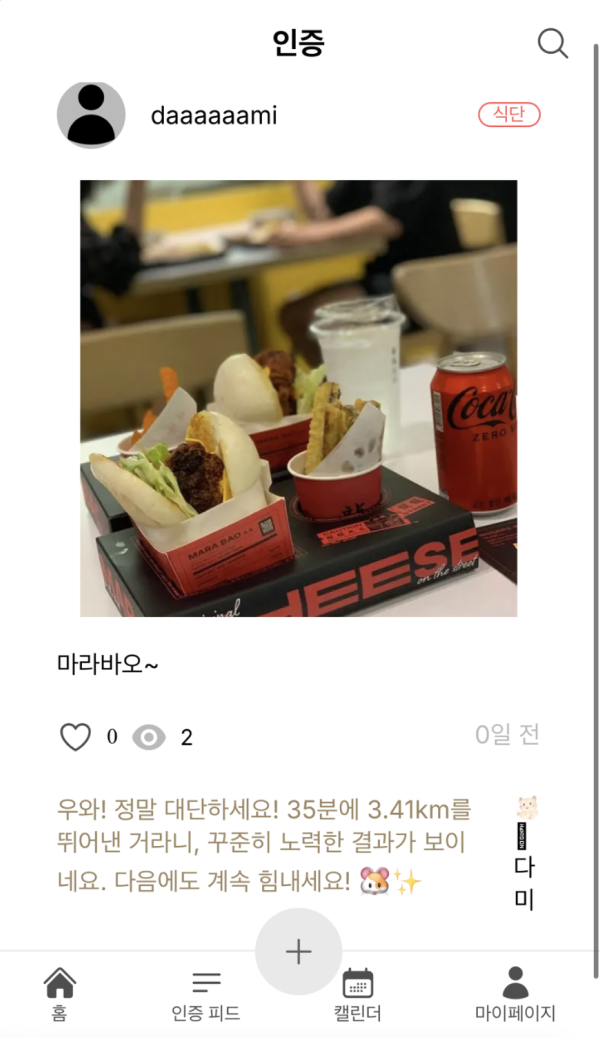 인증
daaaaaami
식단
Coca
ZERO
MARA BAO
CHEESE
on the street
마라바오~
0
2
0일 전
우와! 정말 대단하세요! 35분에 3.41km를
뛰어낸 거라니, 꾸준히 노력한 결과가 보이
네요. 다음에도 계속 힘내세요! 🐹✨
다
미
홈
인증 피드
캘린더
마이페이지